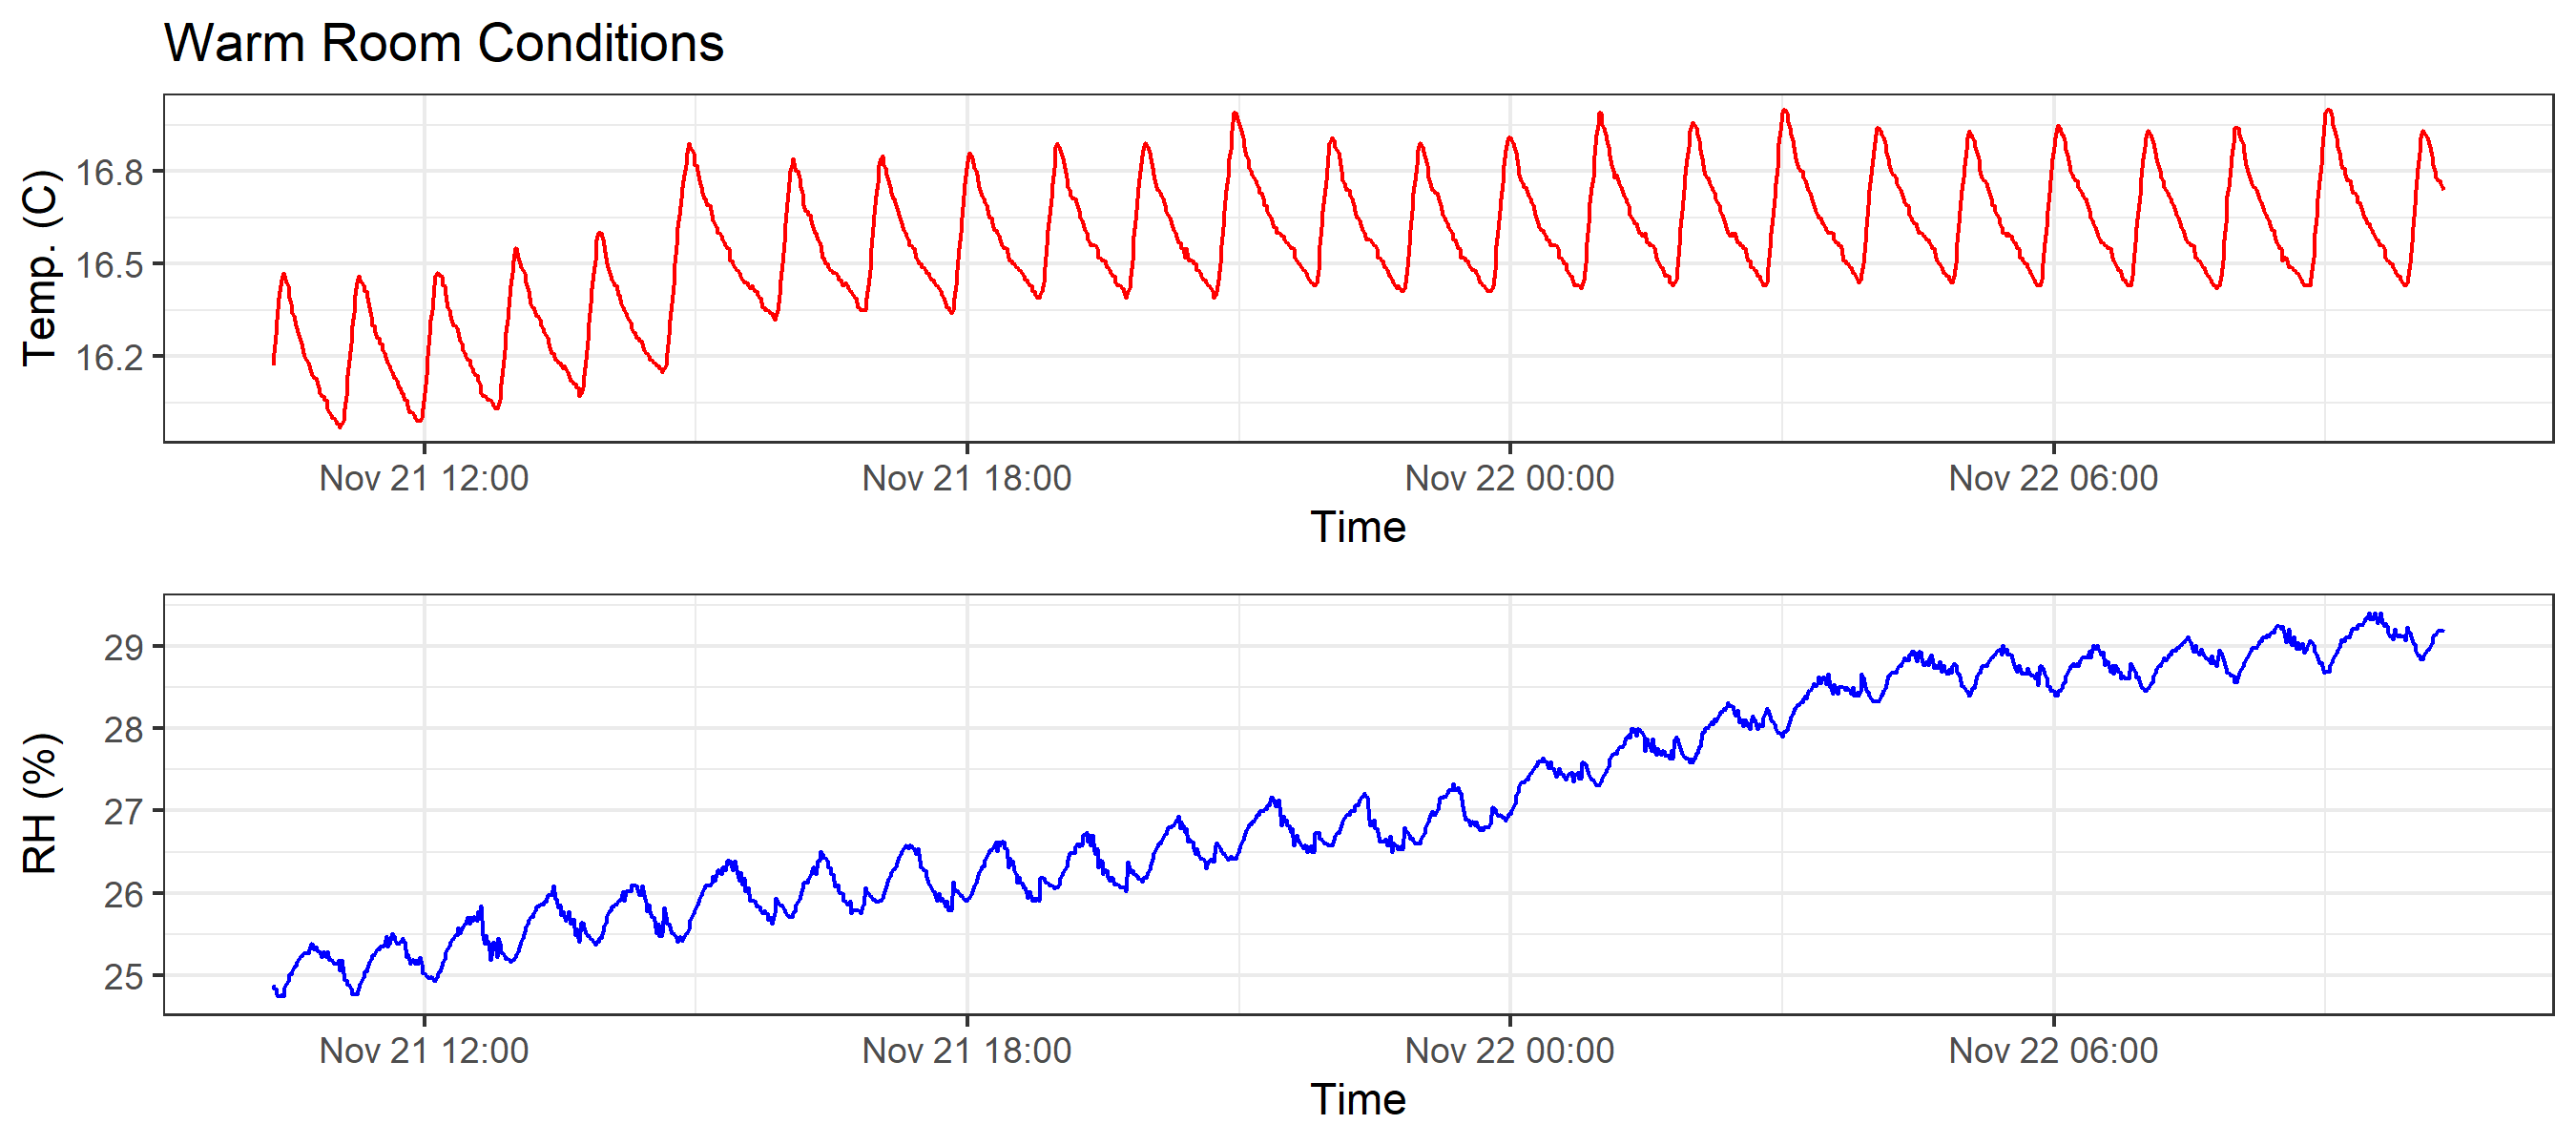 Warm Room Conditions
Temp. (C)
16.8
16.5
16.2
Nov 21 12:00 Nov 21 18:00 Nov 22 00:00 Nov 22 06:00
Time
RH (%)
29
28
27
26
25
Nov 21 12:00 Nov 21 18:00 Nov 22 00:00 Nov 22 06:00
Time